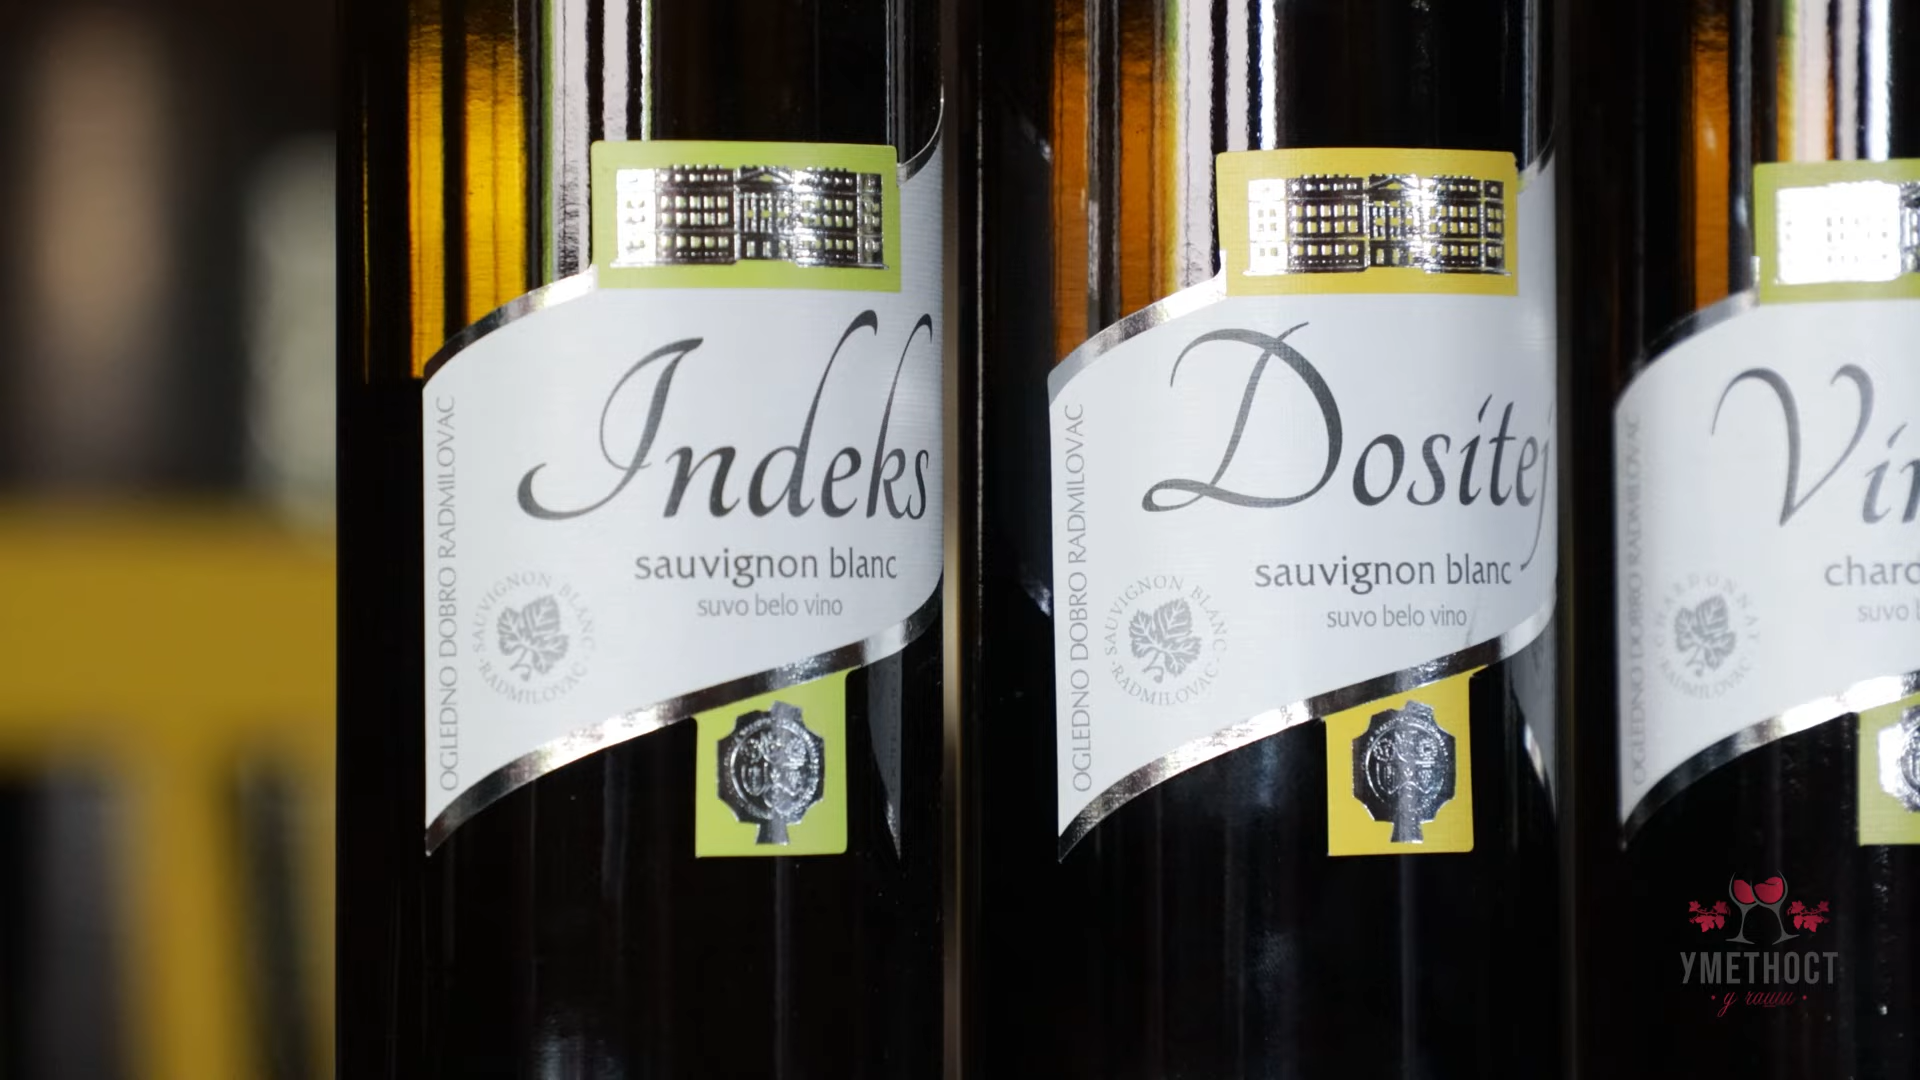 OGLEDNO DOBRO RADMILOVAC
Indeks
sauvignon blanc
suvo belo vino
SAUVIGNON BLANC
· RADMILOVAC ·
OGLEDNO DOBRO RADMILOVAC
Dositej
sauvignon blanc
suvo belo vino
SAUVIGNON BLANC
· RADMILOVAC ·
OGLEDNO DOBRO RADMILOVAC
suvo
CHARDONNAY
RADMILOVAC
УМЕТНОСТ
· у чаши ·